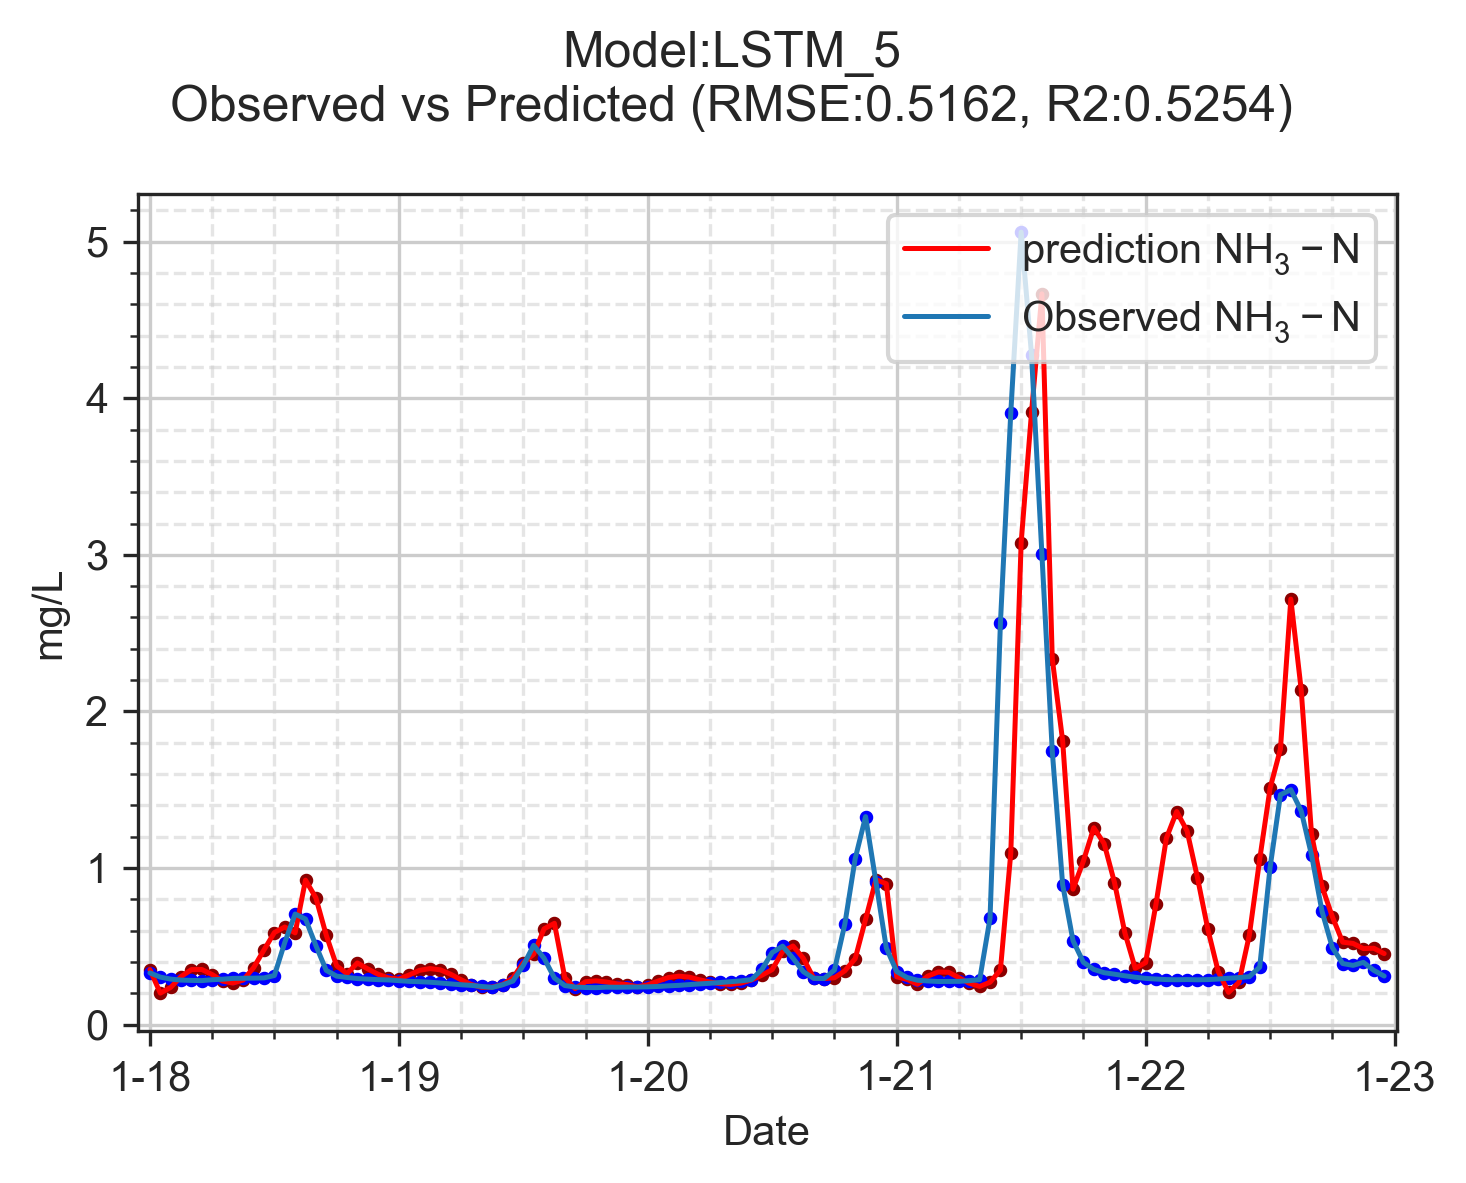 Model:LSTM_5
Observed vs Predicted (RMSE:0.5162, R2:0.5254)
prediction NH₃ − N
Observed NH₃ − N
5
4
3
2
1
0
mg/L
1-18 1-19 1-20 1-21 1-22 1-23
Date